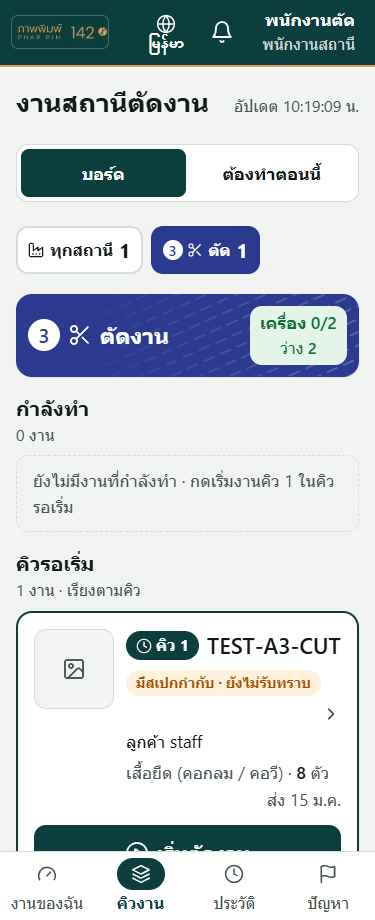 ภาพพิมพ์
PHAP PIM
142
မြန်မာ
พนักงานตัด
พนักงานสถานี
งานสถานีตัดงาน
อัปเดต 10:19:09 น.
บอร์ด
ต้องทำตอนนี้
ทุกสถานี 1
3 ตัด 1
3 ตัดงาน
เครื่อง 0/2
ว่าง 2
กำลังทำ
0 งาน
ยังไม่มีงานที่กำลังทำ · กดเริ่มงานคิว 1 ในคิว
รอเริ่ม
คิวรอเริ่ม
1 งาน · เรียงตามคิว
คิว 1 TEST-A3-CUT
มีสเปกกำกับ · ยังไม่รับทราบ
ลูกค้า staff
เสื้อยืด (คอกลม / คอวี) · 8 ตัว
ส่ง 15 ม.ค.
งานของฉัน
คิวงาน
ประวัติ
ปัญหา